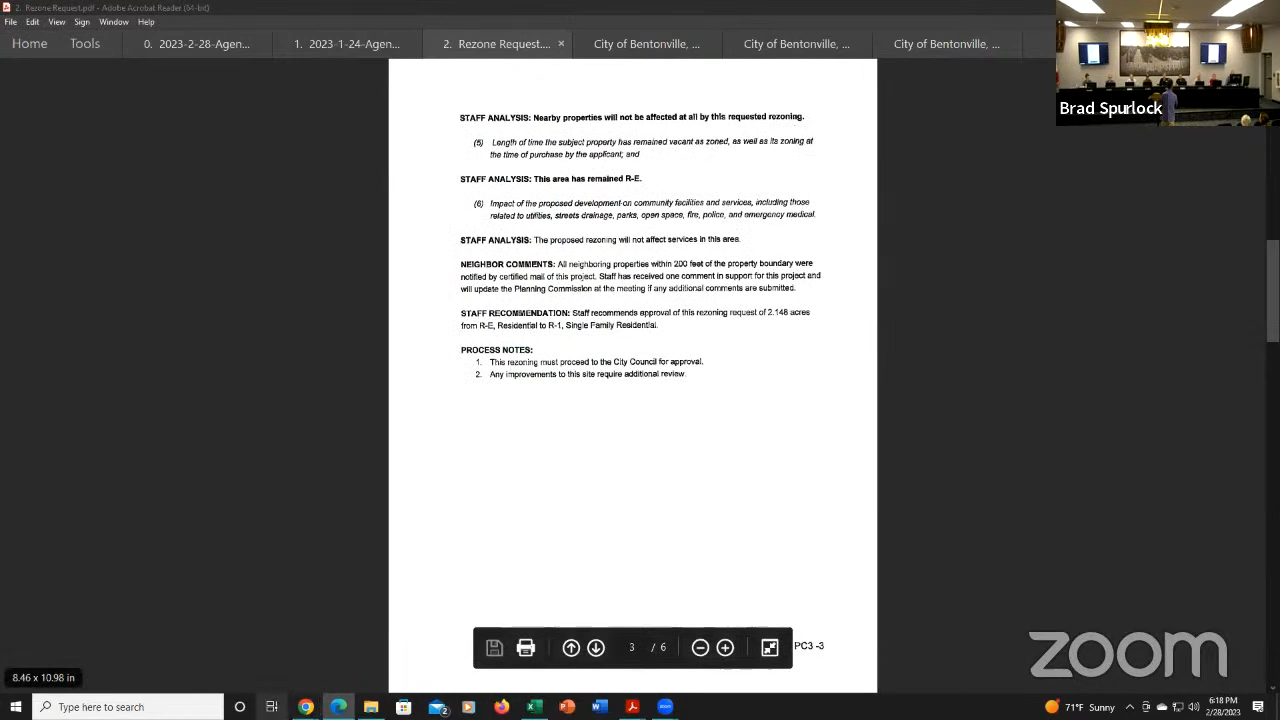 2. Rezone Request.pdf - Adobe Acrobat Reader (64-bit)
File Edit View Sign Window Help
Home Tools 0. 2023-2-28-Agen... 1. 2023-1-24-Agen... 2. Rezone Request.... × City of Bentonville, ... City of Bentonville, ... City of Bentonville, ...
Brad Spurlock
STAFF ANALYSIS: Nearby properties will not be affected at all by this requested rezoning.
(5) Length of time the subject property has remained vacant as zoned, as well as its zoning at
the time of purchase by the applicant; and
STAFF ANALYSIS: This area has remained R-E.
(6) Impact of the proposed development on community facilities and services, including those
related to utilities, streets drainage, parks, open space, fire, police, and emergency medical.
STAFF ANALYSIS: The proposed rezoning will not affect services in this area.
NEIGHBOR COMMENTS: All neighboring properties within 200 feet of the property boundary were
notified by certified mail of this project. Staff has received one comment in support for this project and
will update the Planning Commission at the meeting if any additional comments are submitted.
STAFF RECOMMENDATION: Staff recommends approval of this rezoning request of 2.148 acres
from R-E, Residential to R-1, Single Family Residential.
PROCESS NOTES:
1. This rezoning must proceed to the City Council for approval.
2. Any improvements to this site require additional review.
3 / 6
PC3 -3
zoom
8.46 x 10.98 in
Type here to search
2
zoom
71°F Sunny
6:18 PM
2/28/2023